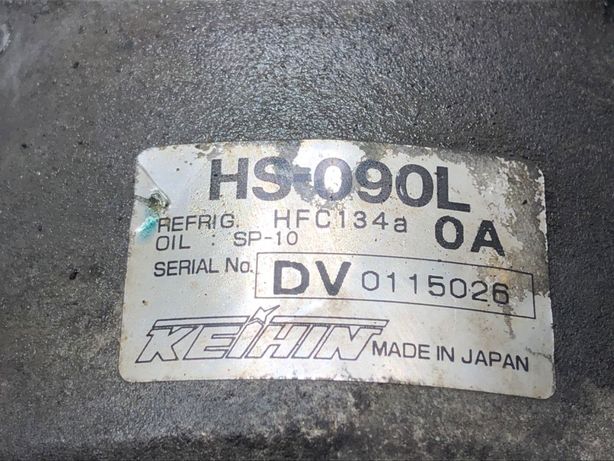 HS-090L
REFRIG. HFC134a 0A
OIL : SP-10
SERIAL No. DV 0115026
KEIHIN MADE IN JAPAN